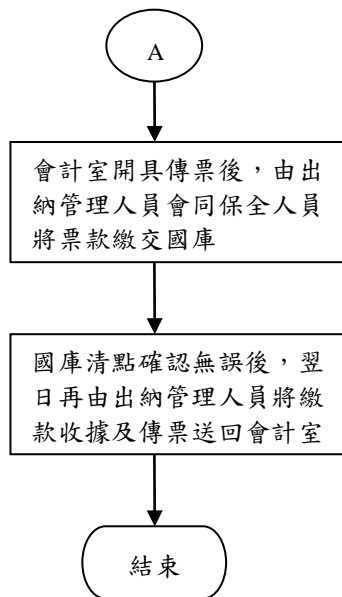 A
會計室開具傳票後，由出
納管理人員會同保全人員
將票款繳交國庫
國庫清點確認無誤後，翌
日再由出納管理人員將繳
款收據及傳票送回會計室
結束